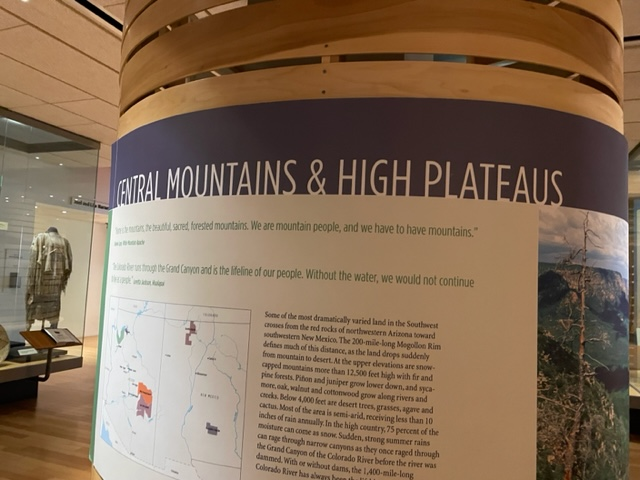 CENTRAL MOUNTAINS & HIGH PLATEAUS
is the mountains, the beautiful, sacred, forested mountains. We are mountain people, and we have to have mountains."
River runs through the Grand Canyon and is the lifeline of our people. Without the water, we would not continue
Some of the most dramatically varied land in the Southwest
crosses from the red rocks of northwestern Arizona toward
southwestern New Mexico. The 200-mile-long Mogollon Rim
defines much of this distance, as the land drops suddenly
from mountain to desert. At the upper elevations are snow-
capped mountains more than 12,500 feet high with fir and
pine forests. Piñon and juniper grow lower down, and syca-
more, oak, walnut and cottonwood grow along rivers and
creeks. Below 4,000 feet are desert trees, grasses, agave and
cactus. Most of the area is semi-arid, receiving less than 10
inches of rain annually. In the high country, 75 percent of the
moisture can come as snow. Sudden, strong summer rains
can rage through narrow canyons as they once raged through
the Grand Canyon of the Colorado River before the river was
dammed. With or without dams, the 1,400-mile-long
Colorado River has always been the
NEW MEXICO